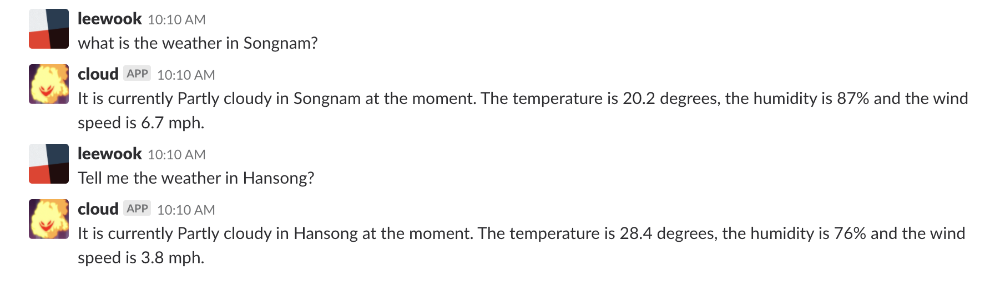 leewook 10:10 AM
what is the weather in Songnam?
cloud APP 10:10 AM
It is currently Partly cloudy in Songnam at the moment. The temperature is 20.2 degrees, the humidity is 87% and the wind
speed is 6.7 mph.
leewook 10:10 AM
Tell me the weather in Hansong?
cloud APP 10:10 AM
It is currently Partly cloudy in Hansong at the moment. The temperature is 28.4 degrees, the humidity is 76% and the wind
speed is 3.8 mph.